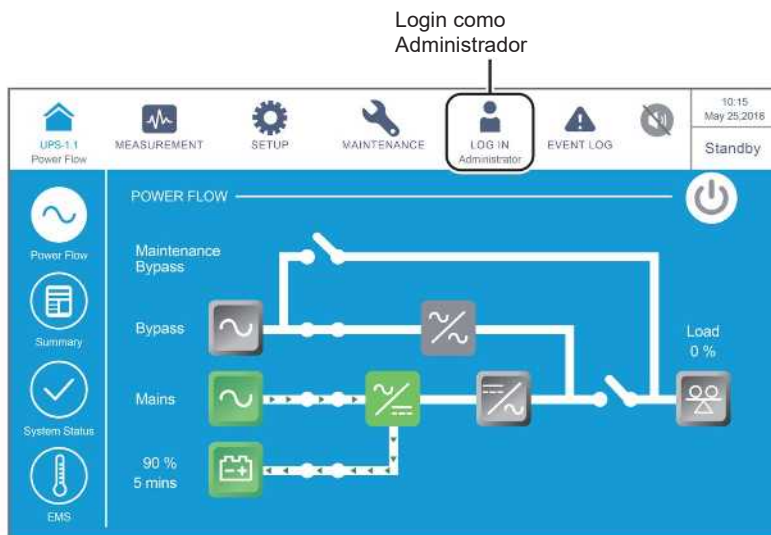 Login como
Administrador
UPS-1.1
Power Flow
MEASUREMENT
SETUP
MAINTENANCE
LOG IN
Administrator
EVENT LOG
10:15
May 25,2016
Standby
Power Flow
Summary
System Status
EMS
POWER FLOW
Maintenance
Bypass
Bypass
Mains
90 %
5 mins
Load
0 %